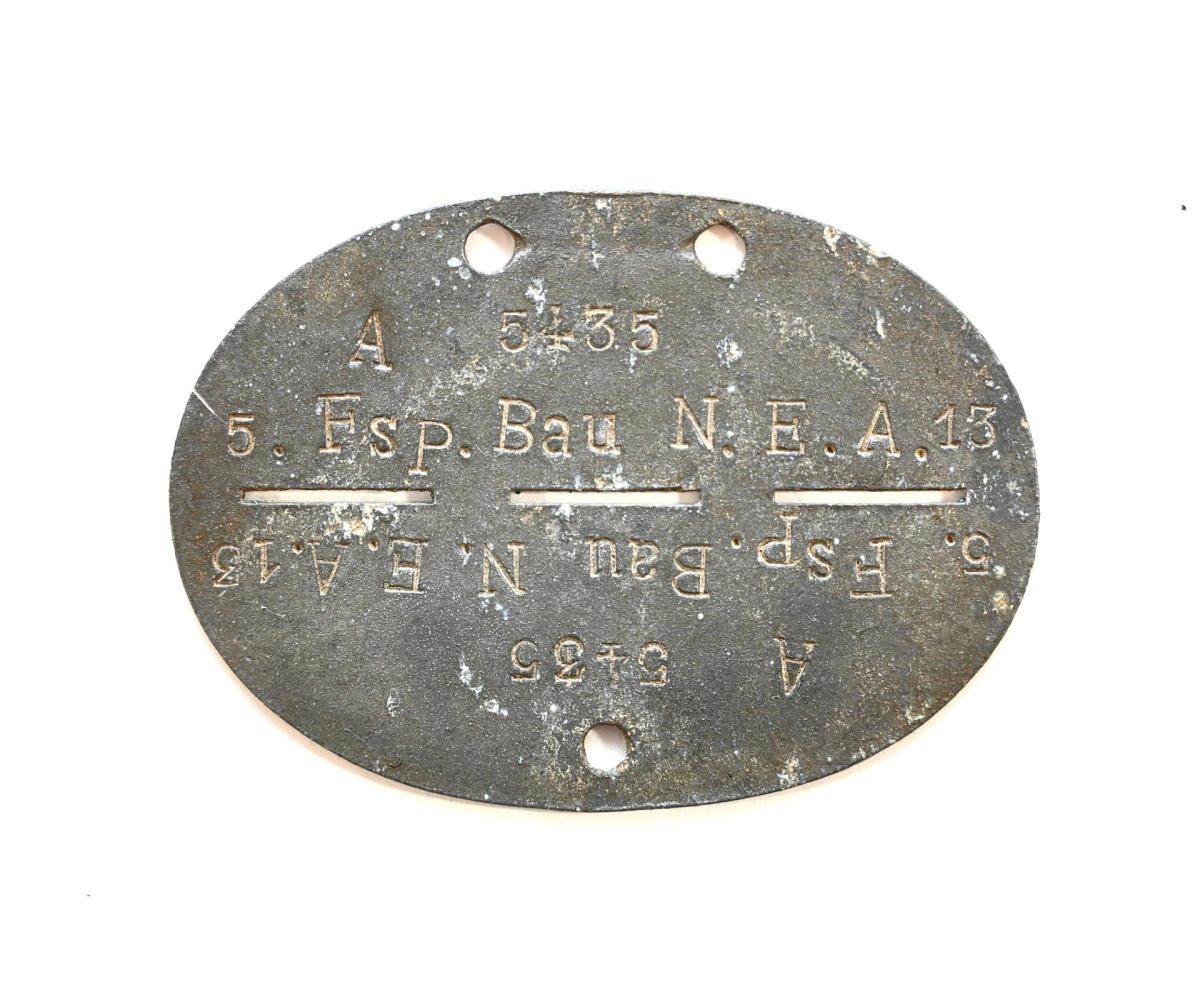 A 5435
5. Fsp. Bau N. E. A. 13
5. Fsp. Bau N. E. A. 13
A 5435